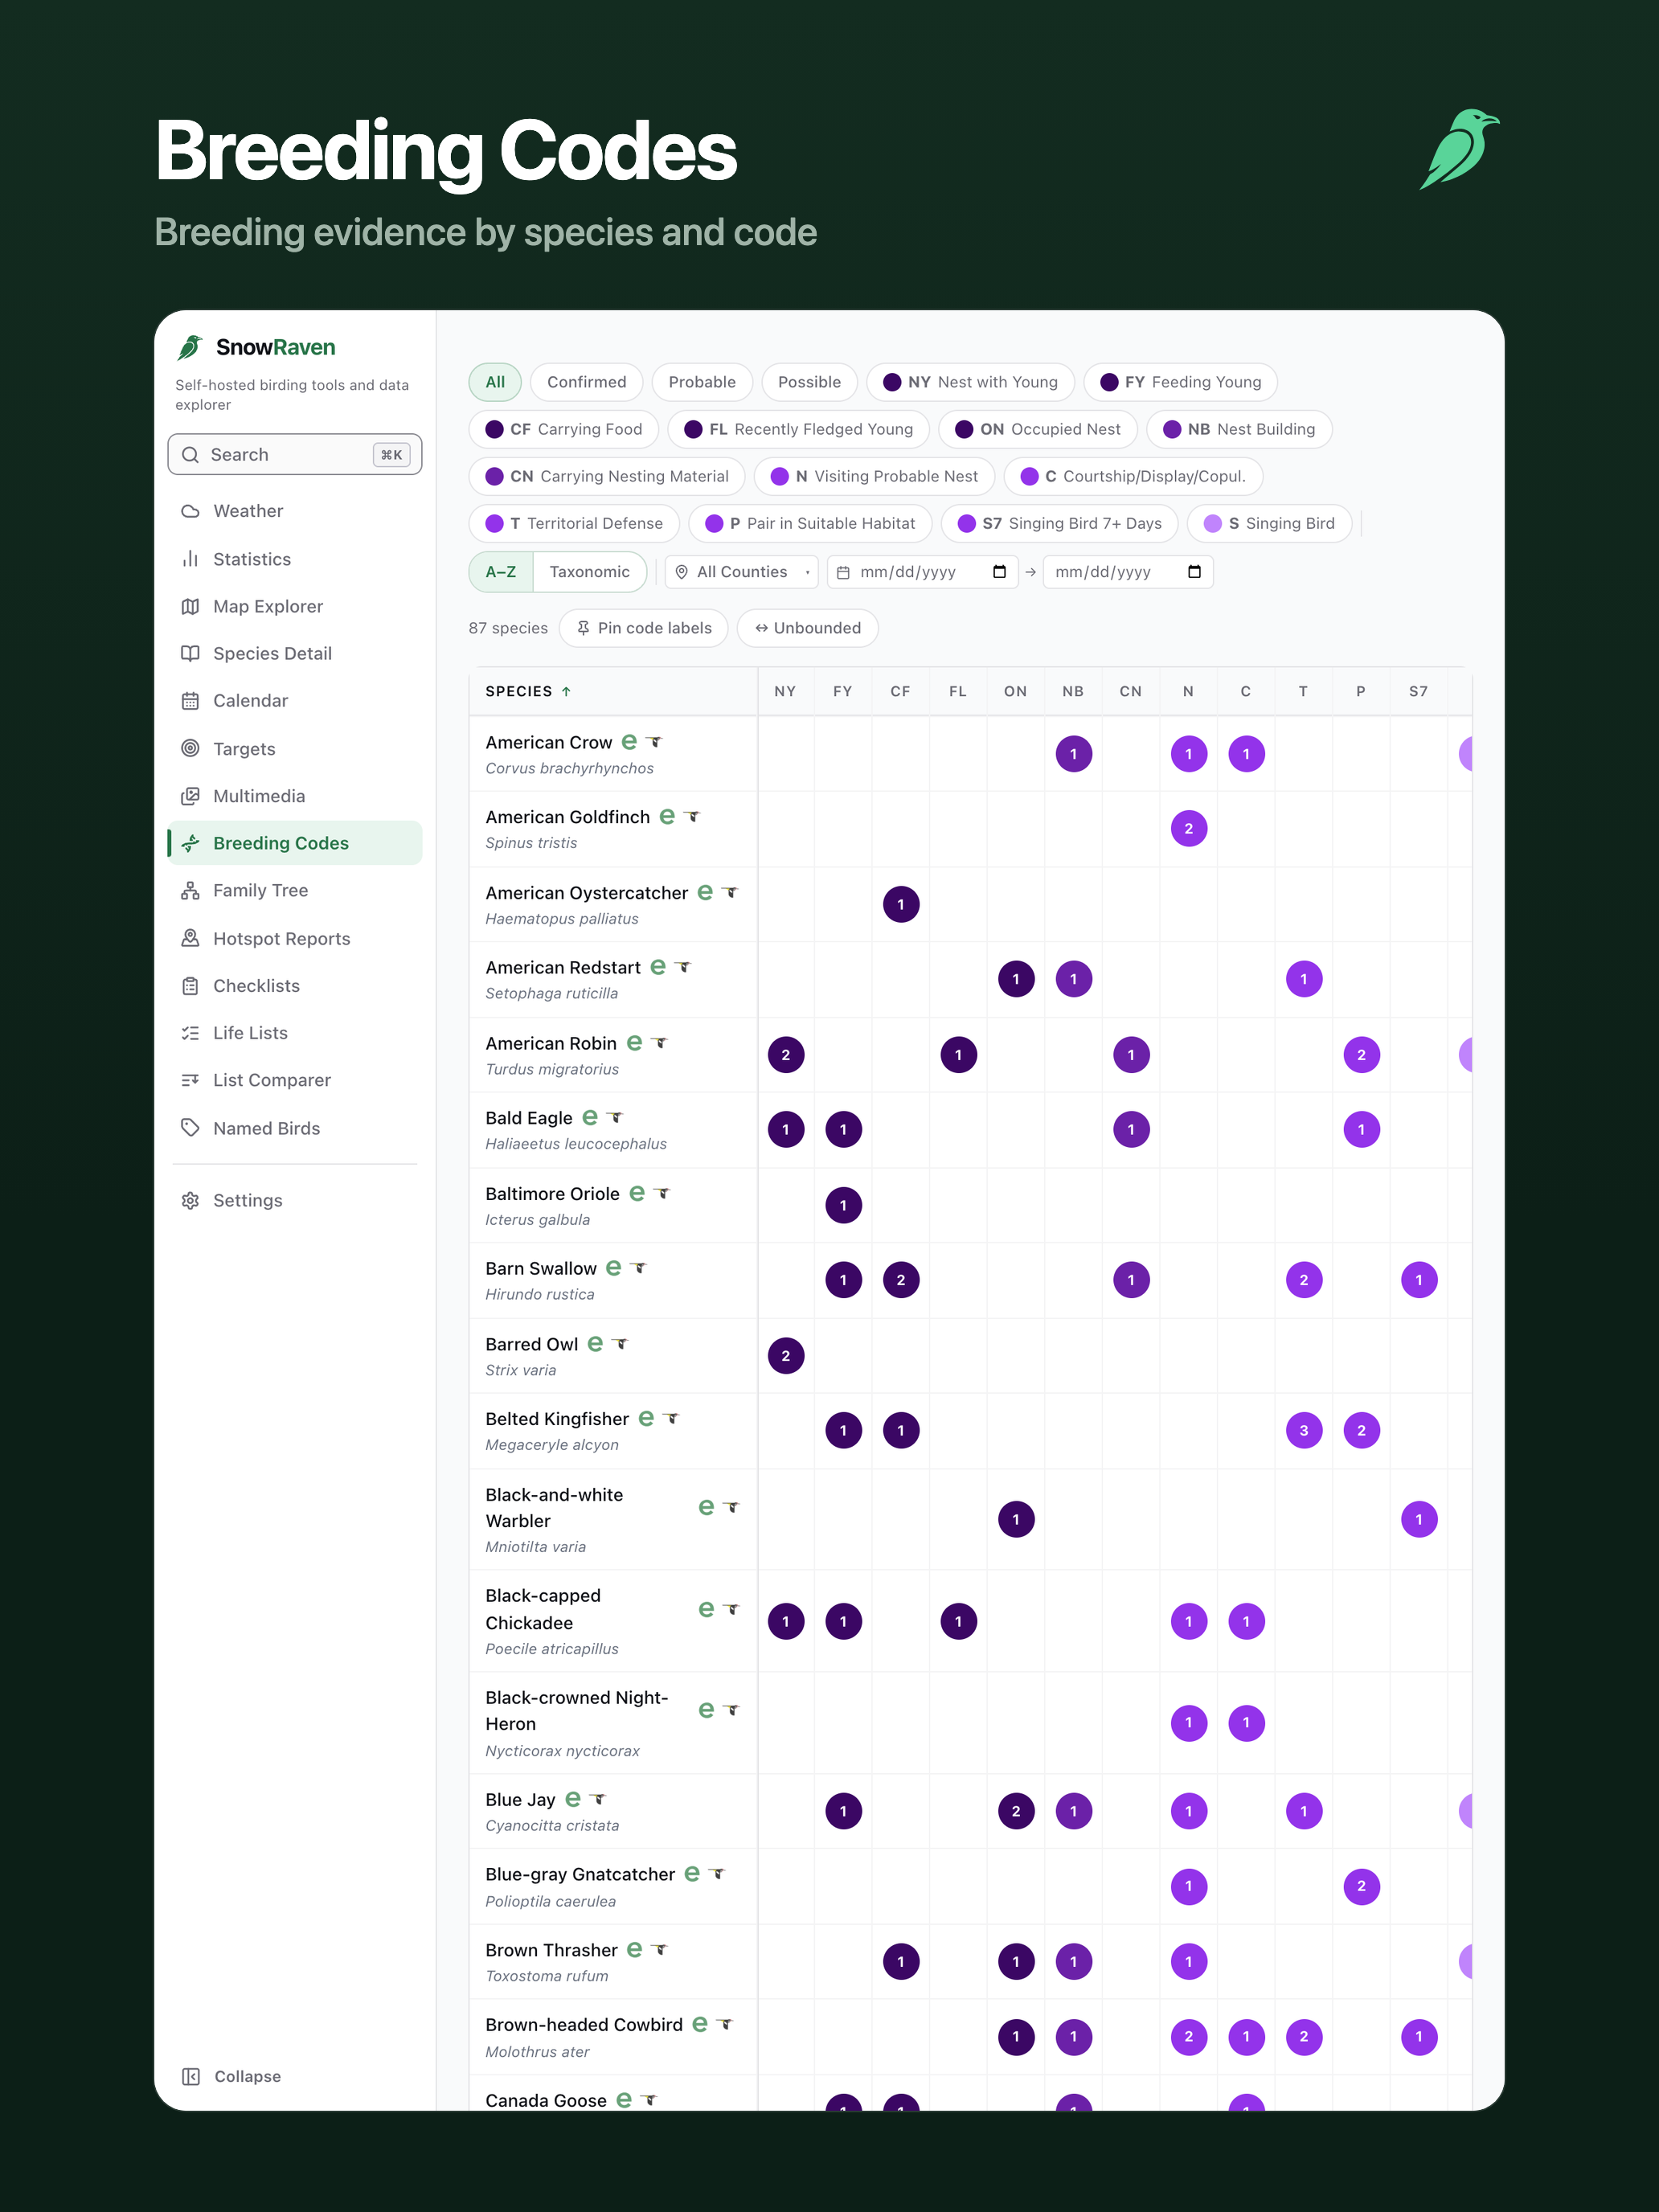 Breeding Codes
Breeding evidence by species and code
SnowRaven
Self-hosted birding tools and data
explorer
Search ⌘K
Weather
Statistics
Map Explorer
Species Detail
Calendar
Targets
Multimedia
Breeding Codes
Family Tree
Hotspot Reports
Checklists
Life Lists
List Comparer
Named Birds
Settings
Collapse
All Confirmed Probable Possible NY Nest with Young FY Feeding Young
CF Carrying Food FL Recently Fledged Young ON Occupied Nest NB Nest Building
CN Carrying Nesting Material N Visiting Probable Nest C Courtship/Display/Copul.
T Territorial Defense P Pair in Suitable Habitat S7 Singing Bird 7+ Days S Singing Bird
A–Z Taxonomic All Counties mm/dd/yyyy → mm/dd/yyyy
87 species Pin code labels ↔ Unbounded
SPECIES ↑ NY FY CF FL ON NB CN N C T P S7
American Crow e 1 1 1
Corvus brachyrhynchos
American Goldfinch e 2
Spinus tristis
American Oystercatcher e 1
Haematopus palliatus
American Redstart e 1 1 1
Setophaga ruticilla
American Robin e 2 1 1 2
Turdus migratorius
Bald Eagle e 1 1 1 1
Haliaeetus leucocephalus
Baltimore Oriole e 1
Icterus galbula
Barn Swallow e 1 2 1 2 1
Hirundo rustica
Barred Owl e 2
Strix varia
Belted Kingfisher e 1 1 3 2
Megaceryle alcyon
Black-and-white
Warbler e 1 1
Mniotilta varia
Black-capped
Chickadee e 1 1 1 1 1
Poecile atricapillus
Black-crowned Night-
Heron e 1 1
Nycticorax nycticorax
Blue Jay e 1 2 1 1 1
Cyanocitta cristata
Blue-gray Gnatcatcher e 1 2
Polioptila caerulea
Brown Thrasher e 1 1 1 1
Toxostoma rufum
Brown-headed Cowbird e 1 1 2 1 2 1
Molothrus ater
Canada Goose e 1 1 1 1